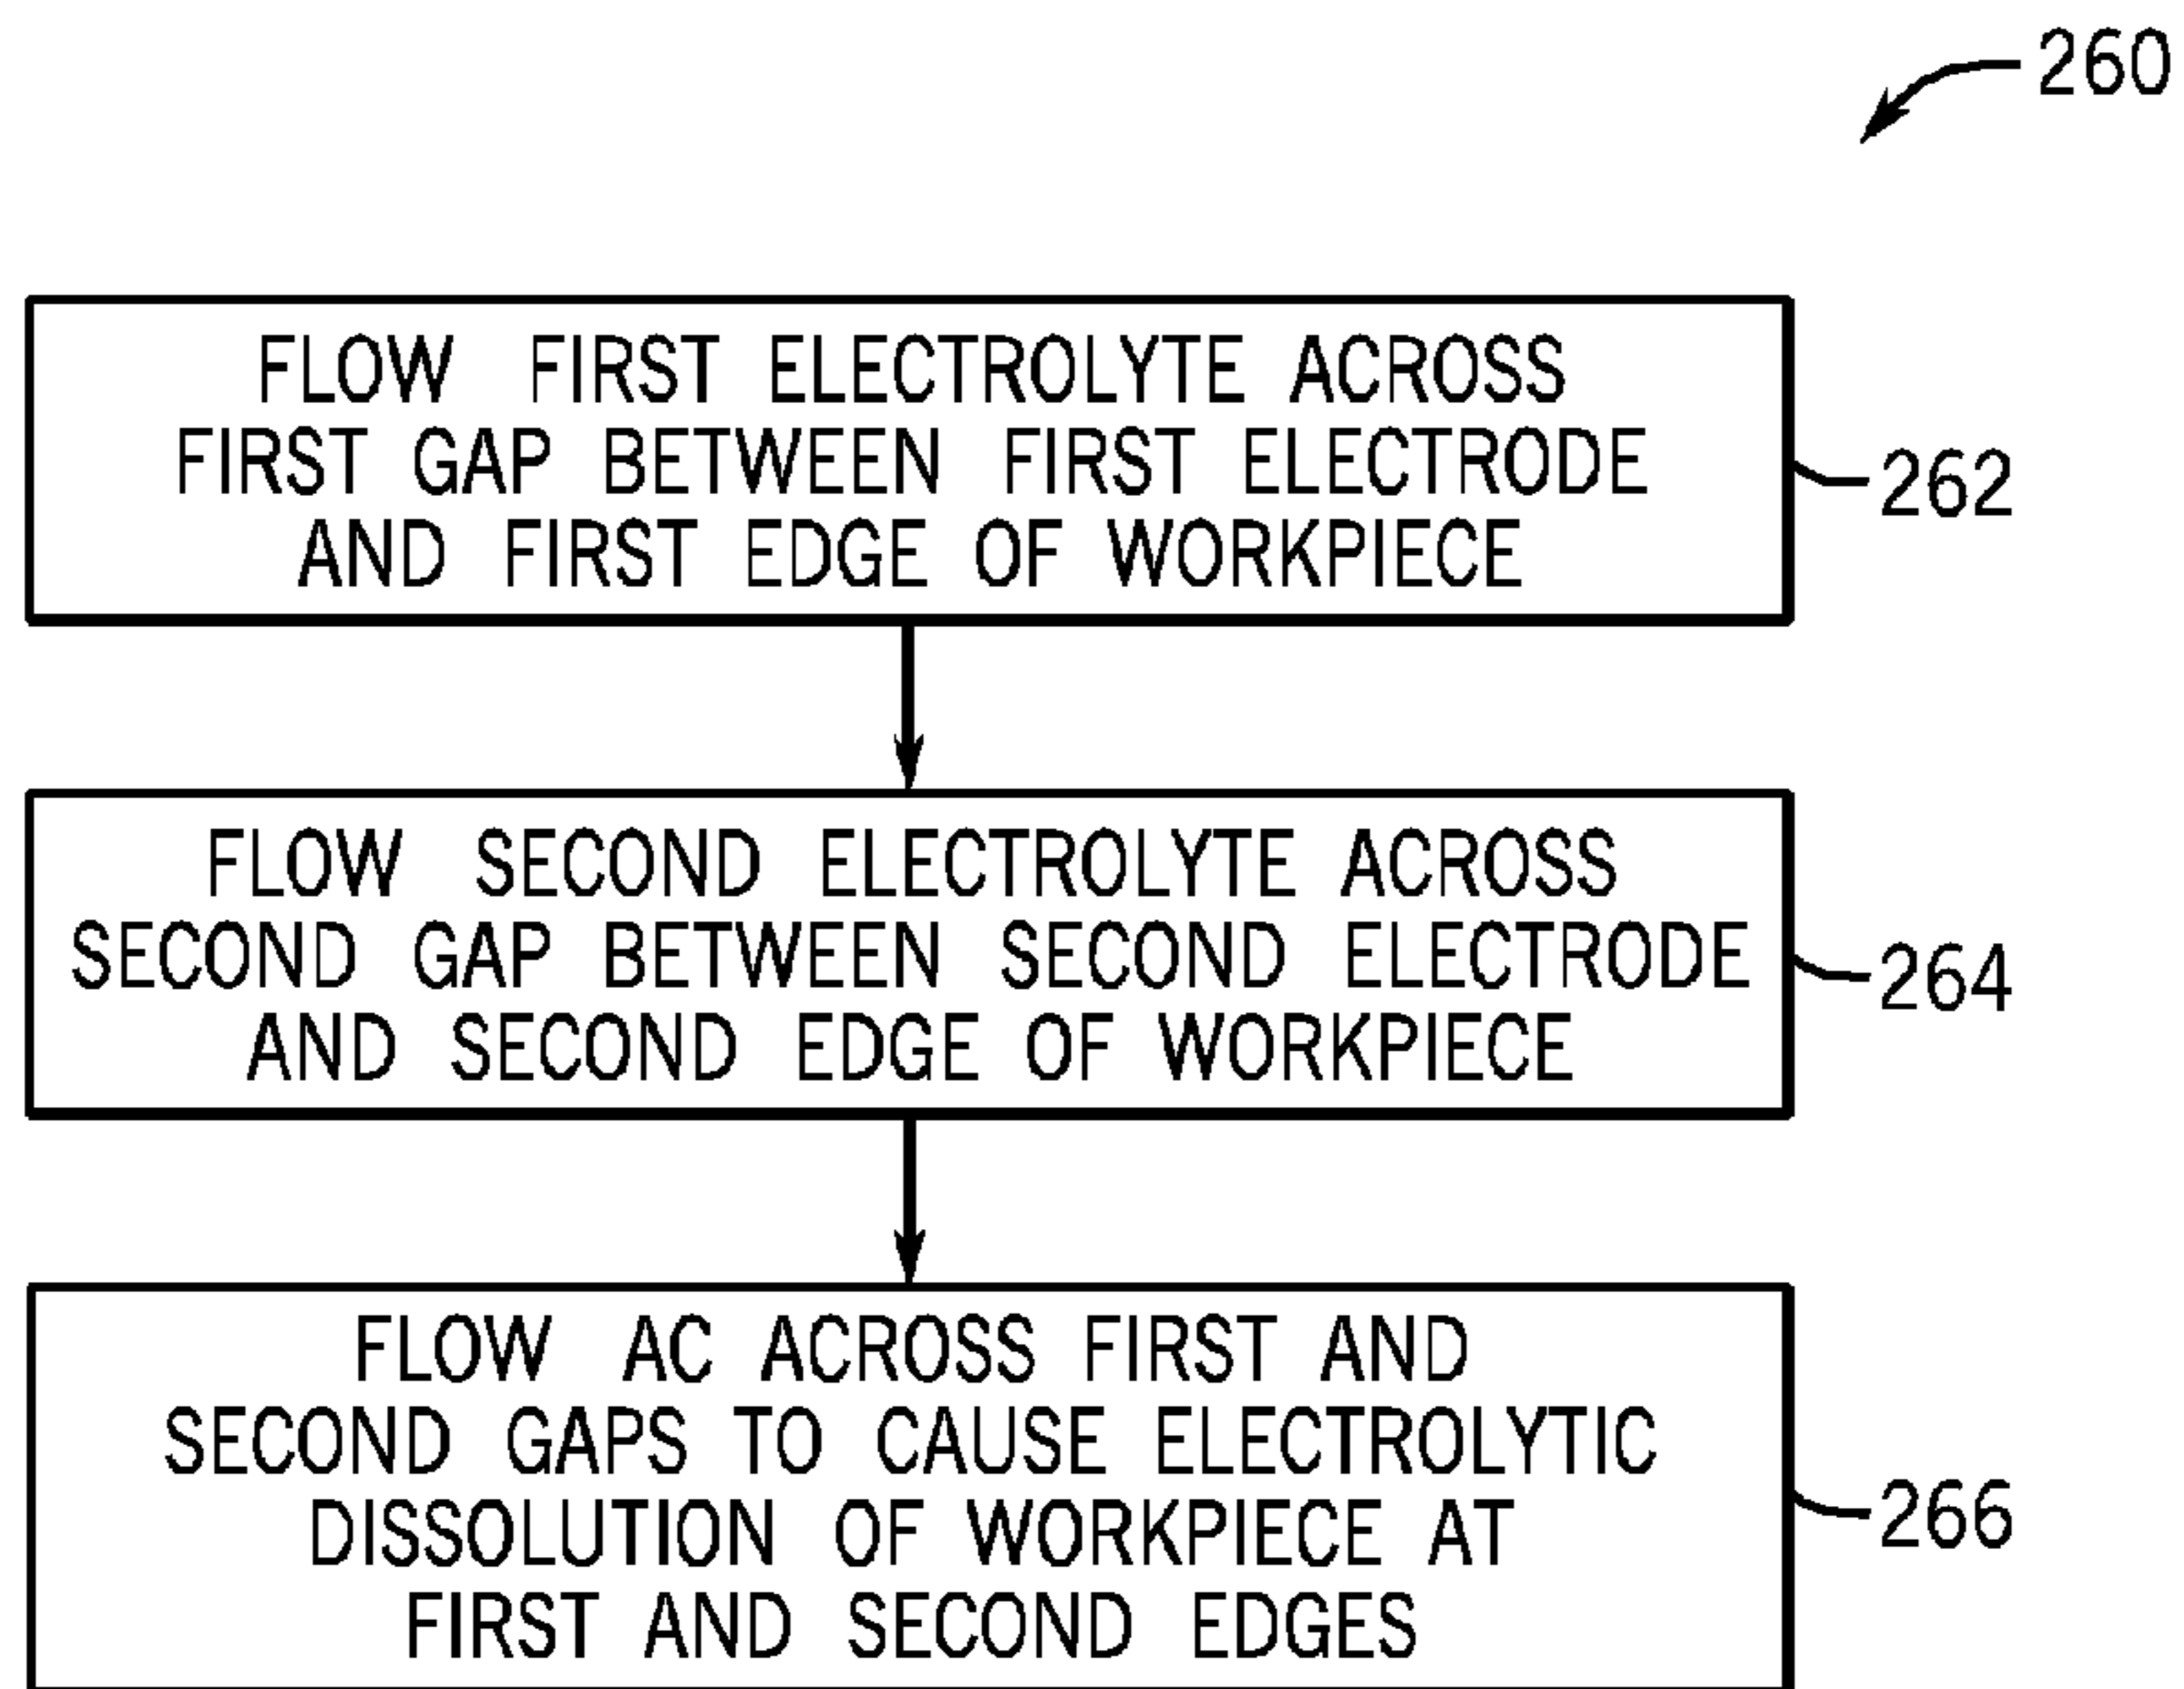 260
FLOW FIRST ELECTROLYTE ACROSS
FIRST GAP BETWEEN FIRST ELECTRODE
AND FIRST EDGE OF WORKPIECE
262
FLOW SECOND ELECTROLYTE ACROSS
SECOND GAP BETWEEN SECOND ELECTRODE
AND SECOND EDGE OF WORKPIECE
264
FLOW AC ACROSS FIRST AND
SECOND GAPS TO CAUSE ELECTROLYTIC
DISSOLUTION OF WORKPIECE AT
FIRST AND SECOND EDGES
266